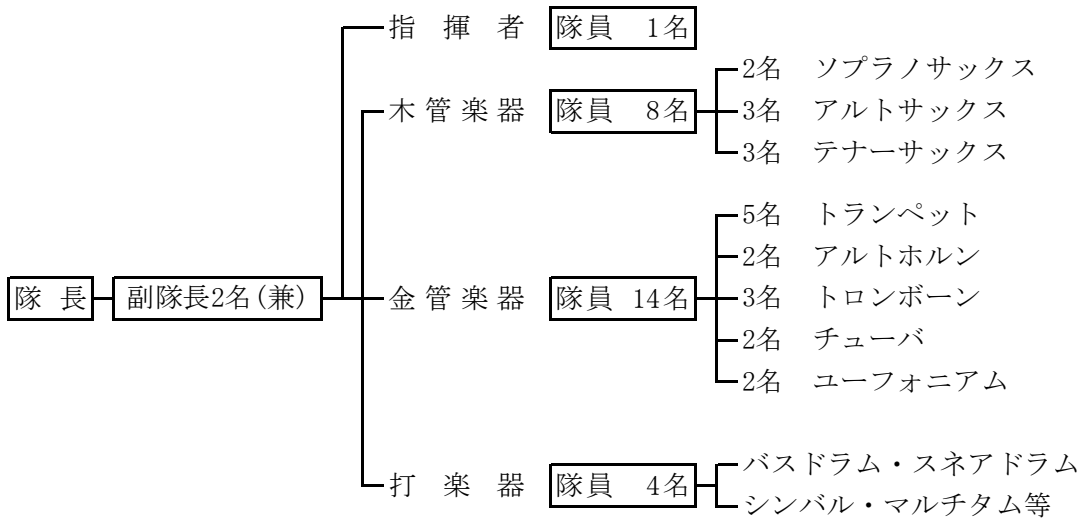 指揮者 隊員 1名
木管楽器 隊員 8名
2名 ソプラノサックス
3名 アルトサックス
3名 テナーサックス
隊長 副隊長2名(兼)
金管楽器 隊員 14名
5名 トランペット
2名 アルトホルン
3名 トロンボーン
2名 チューバ
2名 ユーフォニアム
打楽器 隊員 4名
バスドラム・スネアドラム
シンバル・マルチタム等